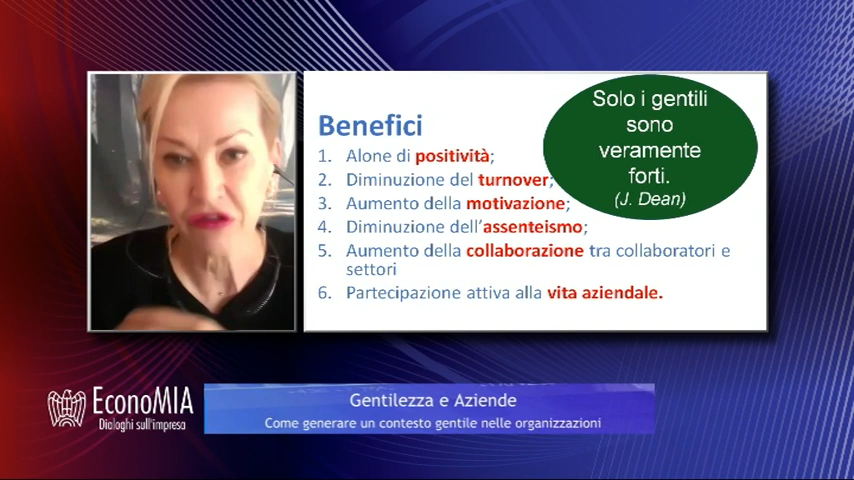 Solo i gentili
sono
veramente
forti.
(J. Dean)
Benefici
1. Alone di positività;
2. Diminuzione del turnover;
3. Aumento della motivazione;
4. Diminuzione dell'assenteismo;
5. Aumento della collaborazione tra collaboratori e
settori
6. Partecipazione attiva alla vita aziendale.
EconoMIA
Dialoghi sull'impresa
Gentilezza e Aziende
Come generare un contesto gentile nelle organizzazioni